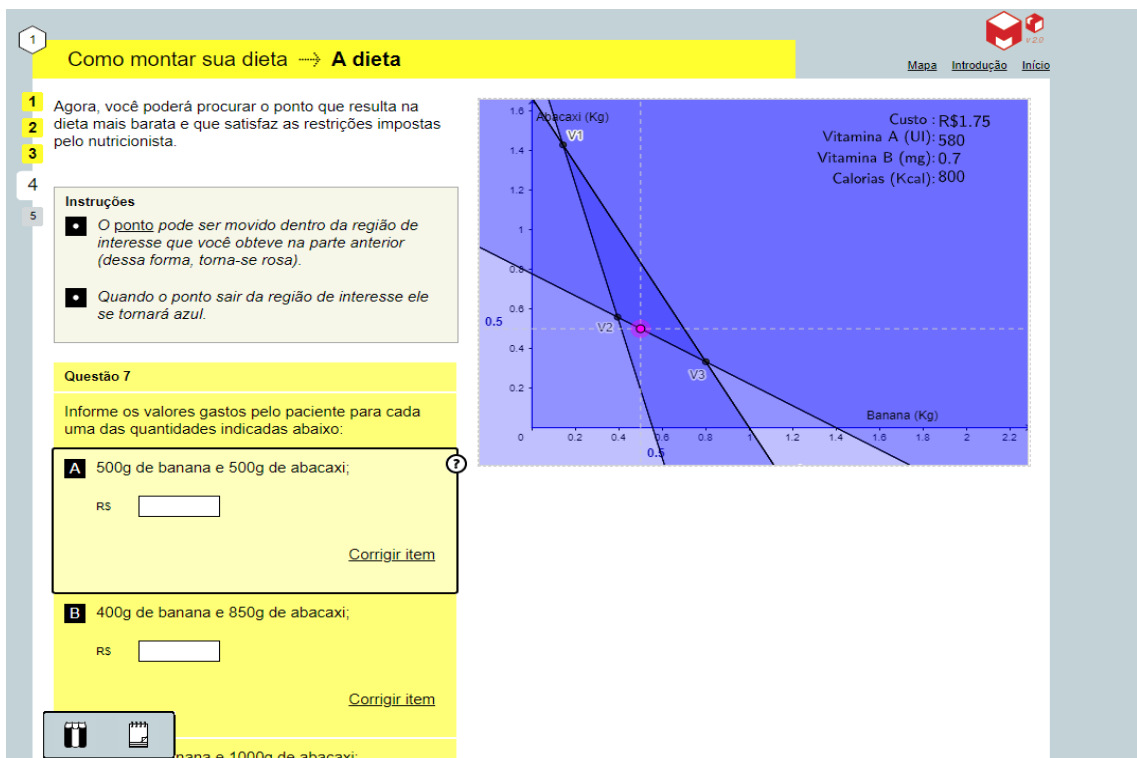 1
Como montar sua dieta ····> A dieta
v 2.0
Mapa Introdução Início
1
2
3
4
5
Agora, você poderá procurar o ponto que resulta na
dieta mais barata e que satisfaz as restrições impostas
pelo nutricionista.
Instruções
O ponto pode ser movido dentro da região de
interesse que você obteve na parte anterior
(dessa forma, torna-se rosa).
Quando o ponto sair da região de interesse ele
se tornará azul.
Questão 7
Informe os valores gastos pelo paciente para cada
uma das quantidades indicadas abaixo:
A 500g de banana e 500g de abacaxi;
?
R$
Corrigir item
B 400g de banana e 850g de abacaxi;
R$
Corrigir item
nana e 1000g de abacaxi;
Abacaxi (Kg)
Custo : R$1.75
Vitamina A (UI): 580
Vitamina B (mg): 0.7
Calorias (Kcal): 800
V1
V2
V3
1.6
1.4
1.2
1
0.8
0.6
0.5
0.4
0.2
Banana (Kg)
0 0.2 0.4 0.6 0.8 1 1.2 1.4 1.6 1.8 2 2.2
0.5